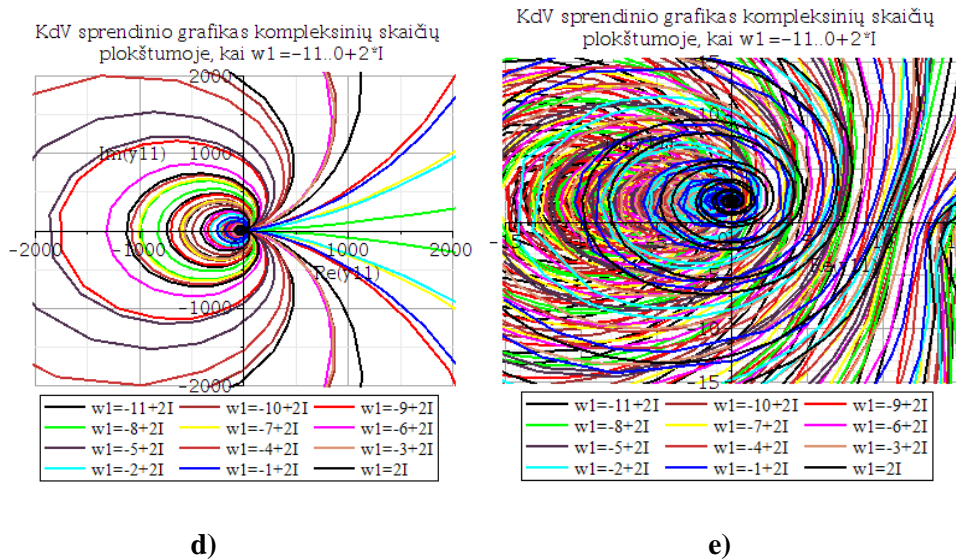 KdV sprendinio grafikas kompleksinių skaičių
plokštumoje, kai w1=−11..0+2*I
2000
Im(y11)
1000
−2000
−1000
0
1000
2000
Re(y11)
−1000
−2000
w1=-11+2I w1=-10+2I w1=-9+2I
w1=-8+2I w1=-7+2I w1=-6+2I
w1=-5+2I w1=-4+2I w1=-3+2I
w1=-2+2I w1=-1+2I w1=2I
d)
KdV sprendinio grafikas kompleksinių skaičių
plokštumoje, kai w1=−11..0+2*I
15
10
−15
−10
−15
w1=-11+2I w1=-10+2I w1=-9+2I
w1=-8+2I w1=-7+2I w1=-6+2I
w1=-5+2I w1=-4+2I w1=-3+2I
w1=-2+2I w1=-1+2I w1=2I
e)